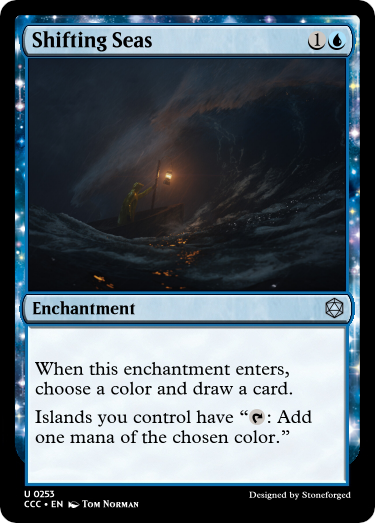 Shifting Seas 1
Enchantment
When this enchantment enters,
choose a color and draw a card.
Islands you control have “: Add
one mana of the chosen color.”
U 0253
CCC • EN Tom Norman
Designed by Stoneforged